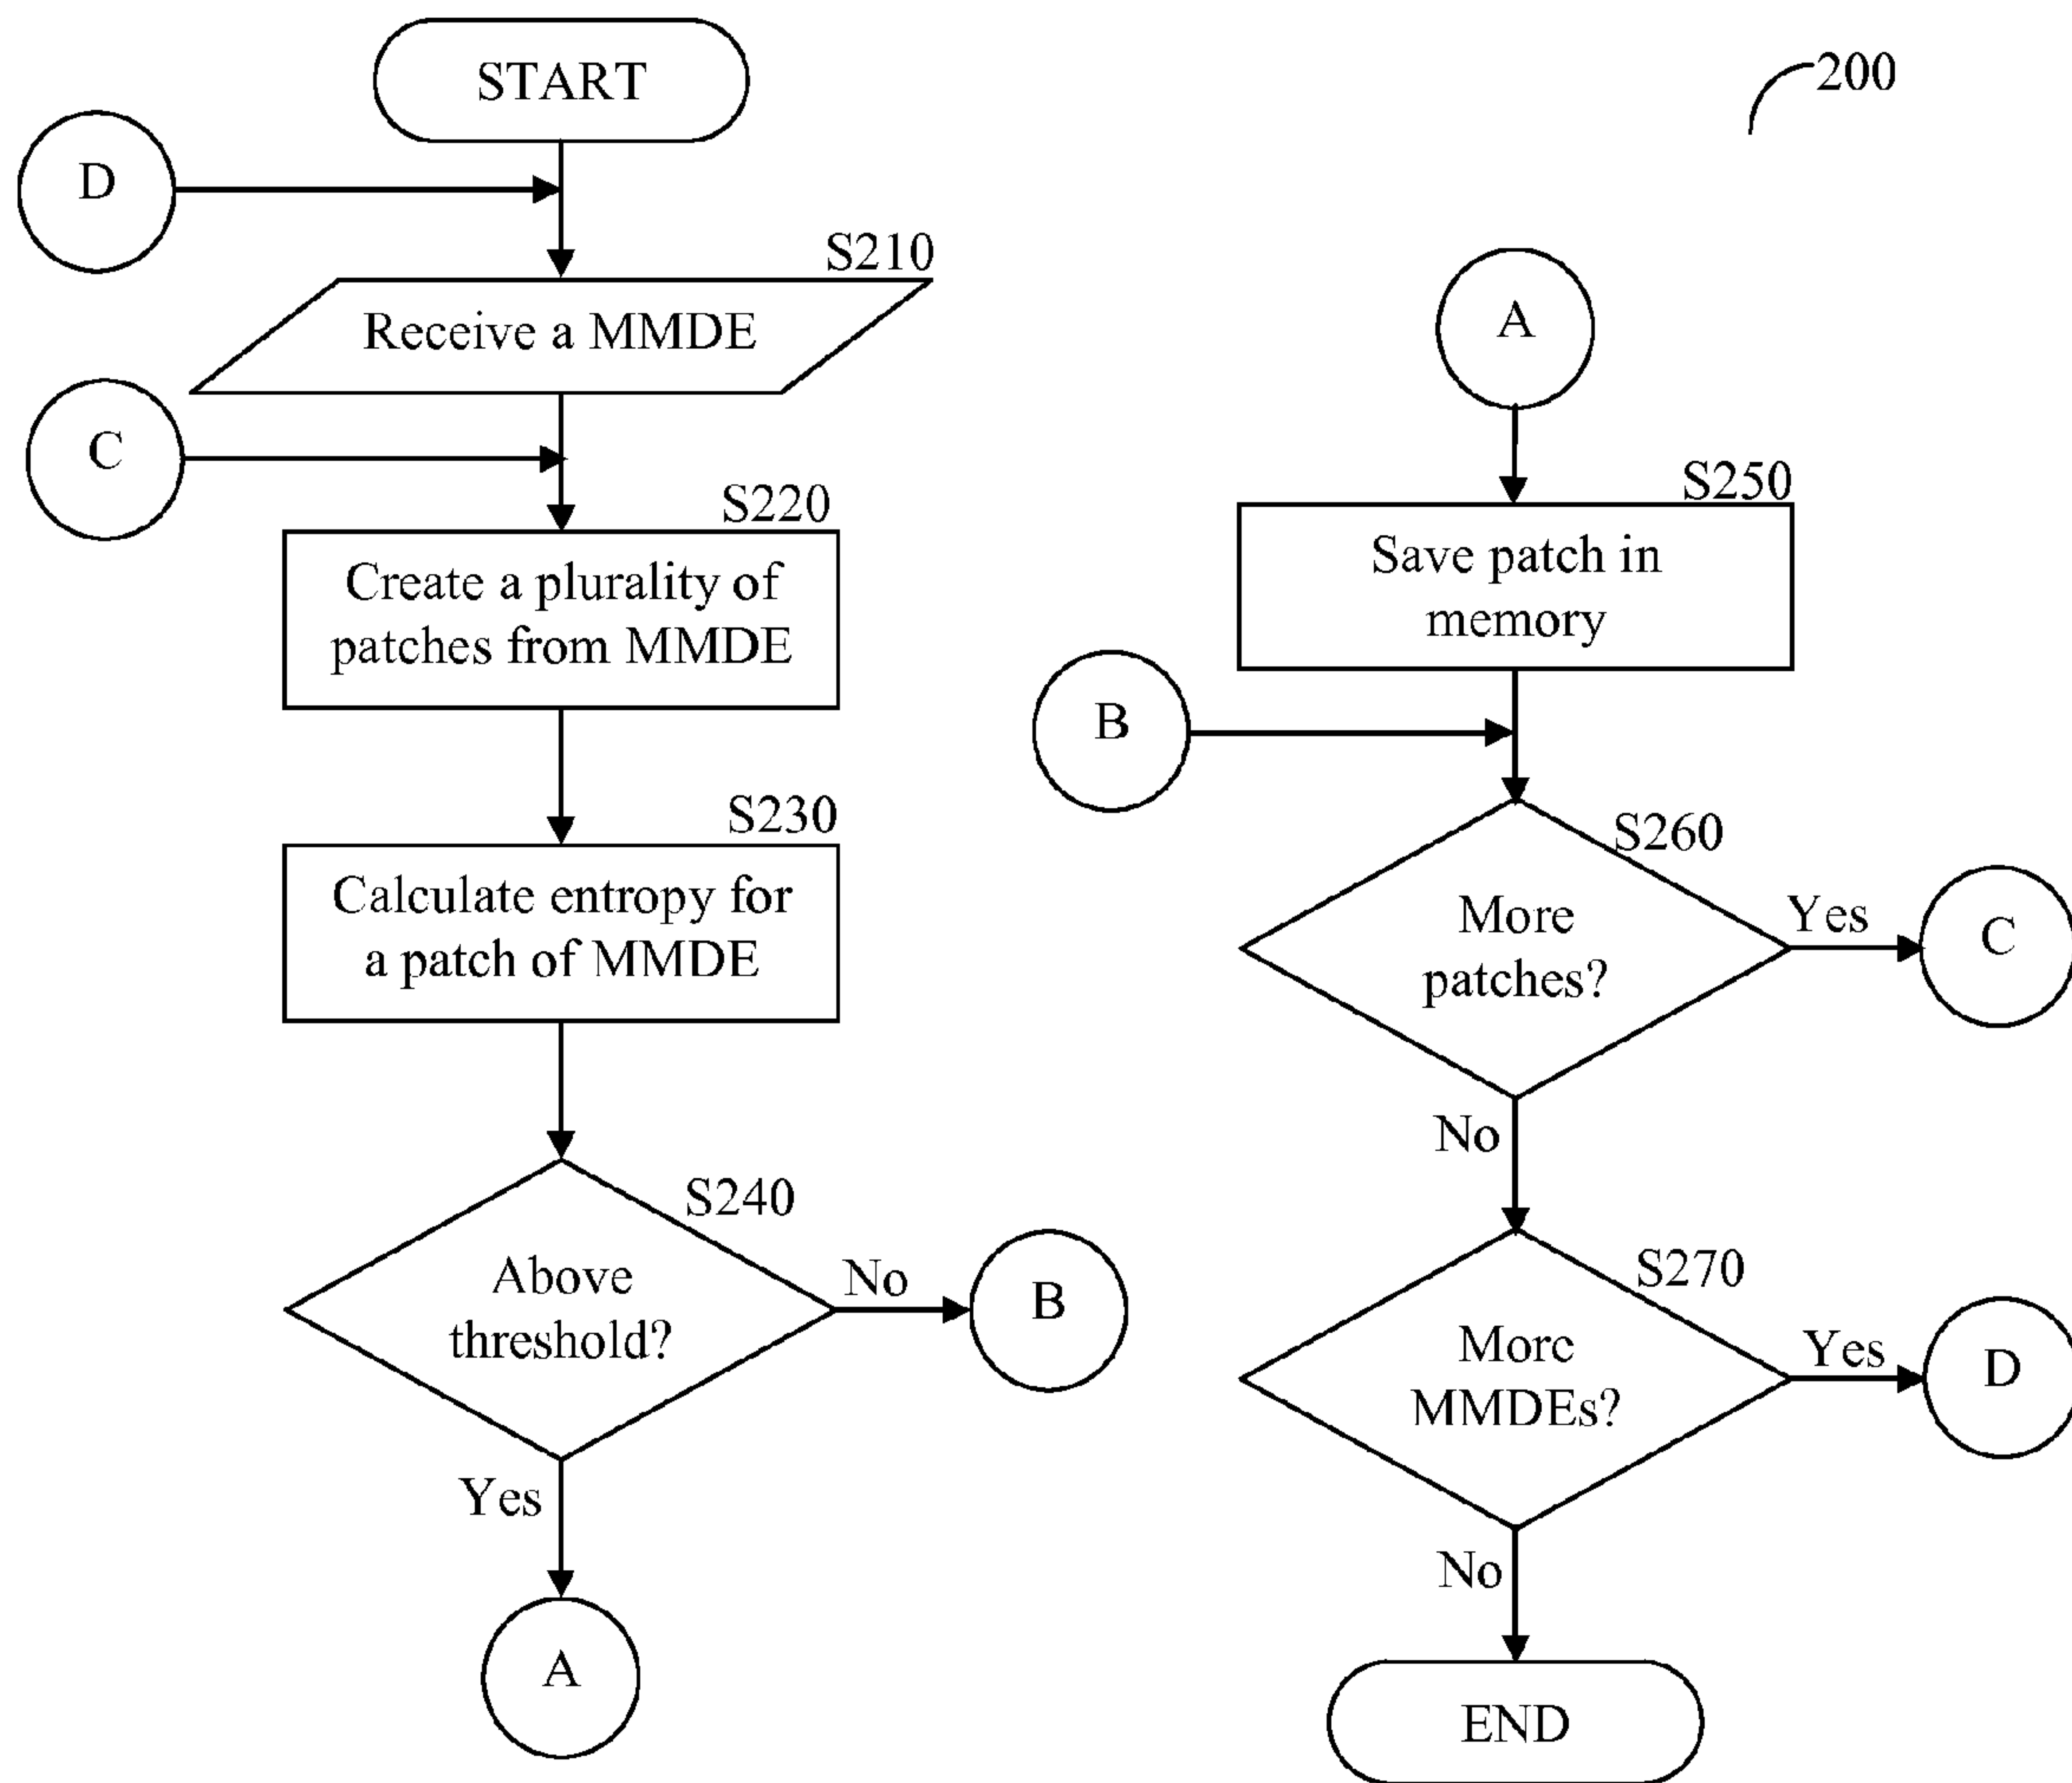 START
200
D
S210
Receive a MMDE
C
S220
Create a plurality of
patches from MMDE
S230
Calculate entropy for
a patch of MMDE
S240
Above
threshold?
No
B
Yes
A
A
S250
Save patch in
memory
B
S260
More
patches?
Yes
C
No
S270
More
MMDEs?
Yes
D
No
END